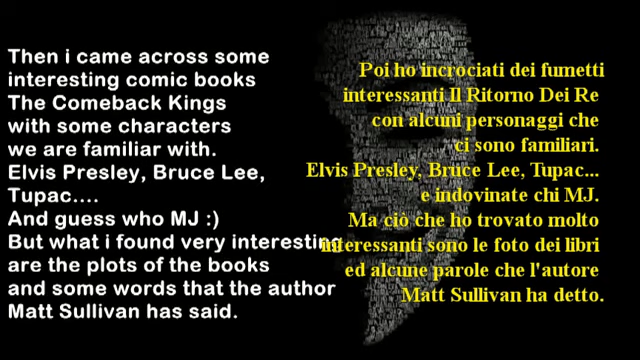 Then i came across some
interesting comic books
The Comeback Kings
with some characters
we are familiar with.
Elvis Presley, Bruce Lee,
Tupac....
And guess who MJ :)
But what i found very interesting
are the plots of the books
and some words that the author
Matt Sullivan has said.
Poi ho incrociati dei fumetti
interessanti Il Ritorno Dei Re
con alcuni personaggi che
ci sono familiari.
Elvis Presley, Bruce Lee, Tupac...
e indovinate chi MJ.
Ma ciò che ho trovato molto
interessanti sono le foto dei libri
ed alcune parole che l'autore
Matt Sullivan ha detto.